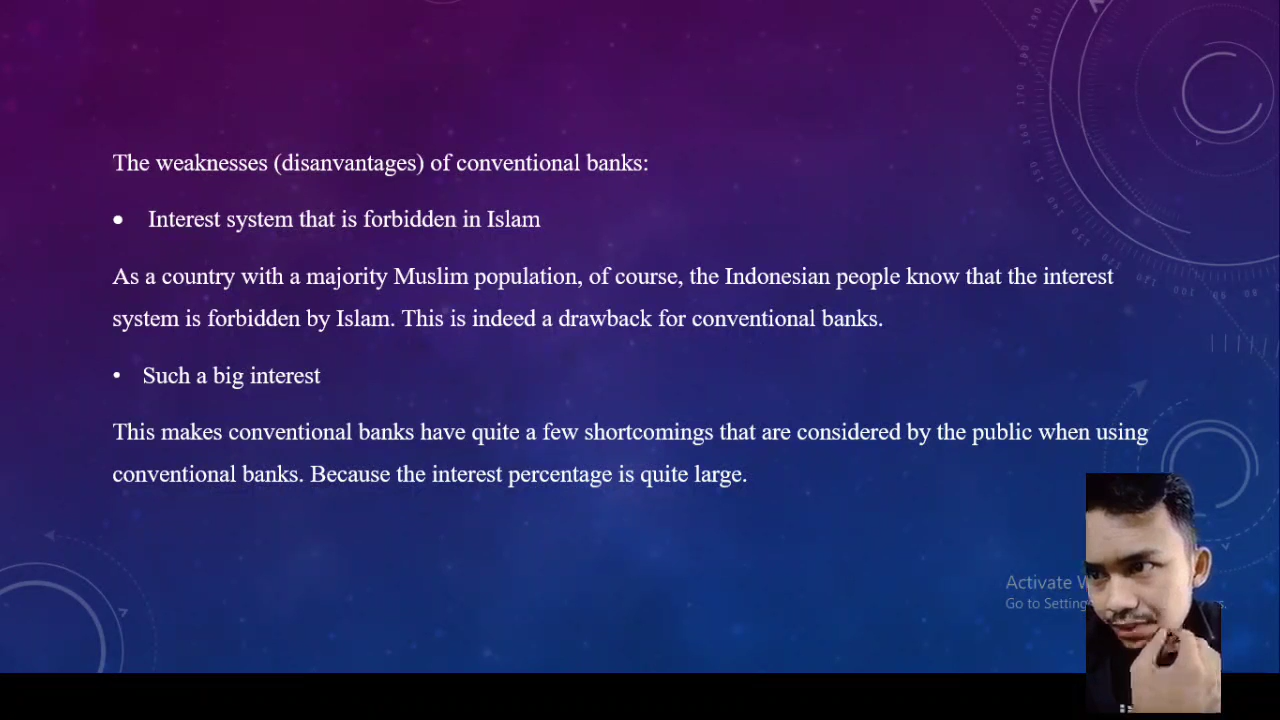 The weaknesses (disanvantages) of conventional banks:
• Interest system that is forbidden in Islam
As a country with a majority Muslim population, of course, the Indonesian people know that the interest
system is forbidden by Islam. This is indeed a drawback for conventional banks.
• Such a big interest
This makes conventional banks have quite a few shortcomings that are considered by the public when using
conventional banks. Because the interest percentage is quite large.
Activate
Go to Settings